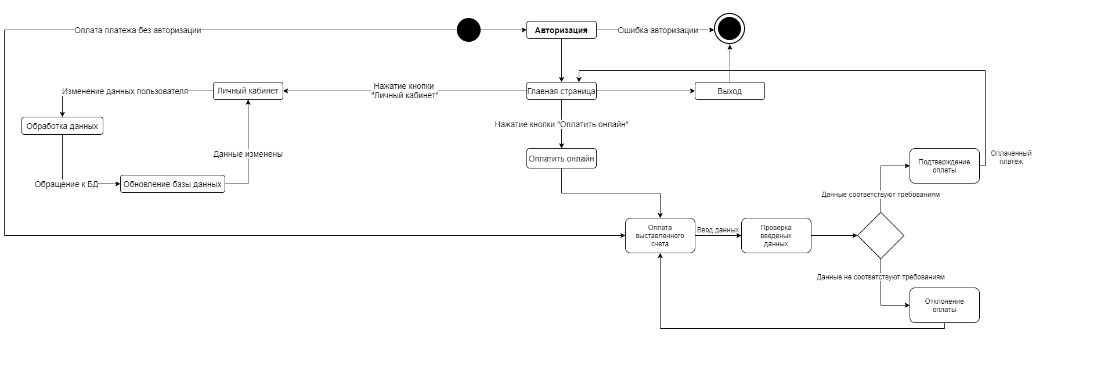 Оплата платежа без авторизации
Авторизация
Ошибка авторизации
Изменение данных пользователя
Личный кабинет
Нажатие кнопки
"Личный кабинет"
Главная страница
Выход
Обработка данных
Нажатие кнопки "Оплатить онлайн"
Данные изменены
Оплатить онлайн
Оплаченный
платеж
Подтверждение
оплаты
Обращение к БД
Обновление базы данных
Данные соответствуют требованиям
Оплата
выставленного
счета
Ввод данных
Проверка
введеных
данных
Данные не соответствуют требованиям
Отклонение
оплаты